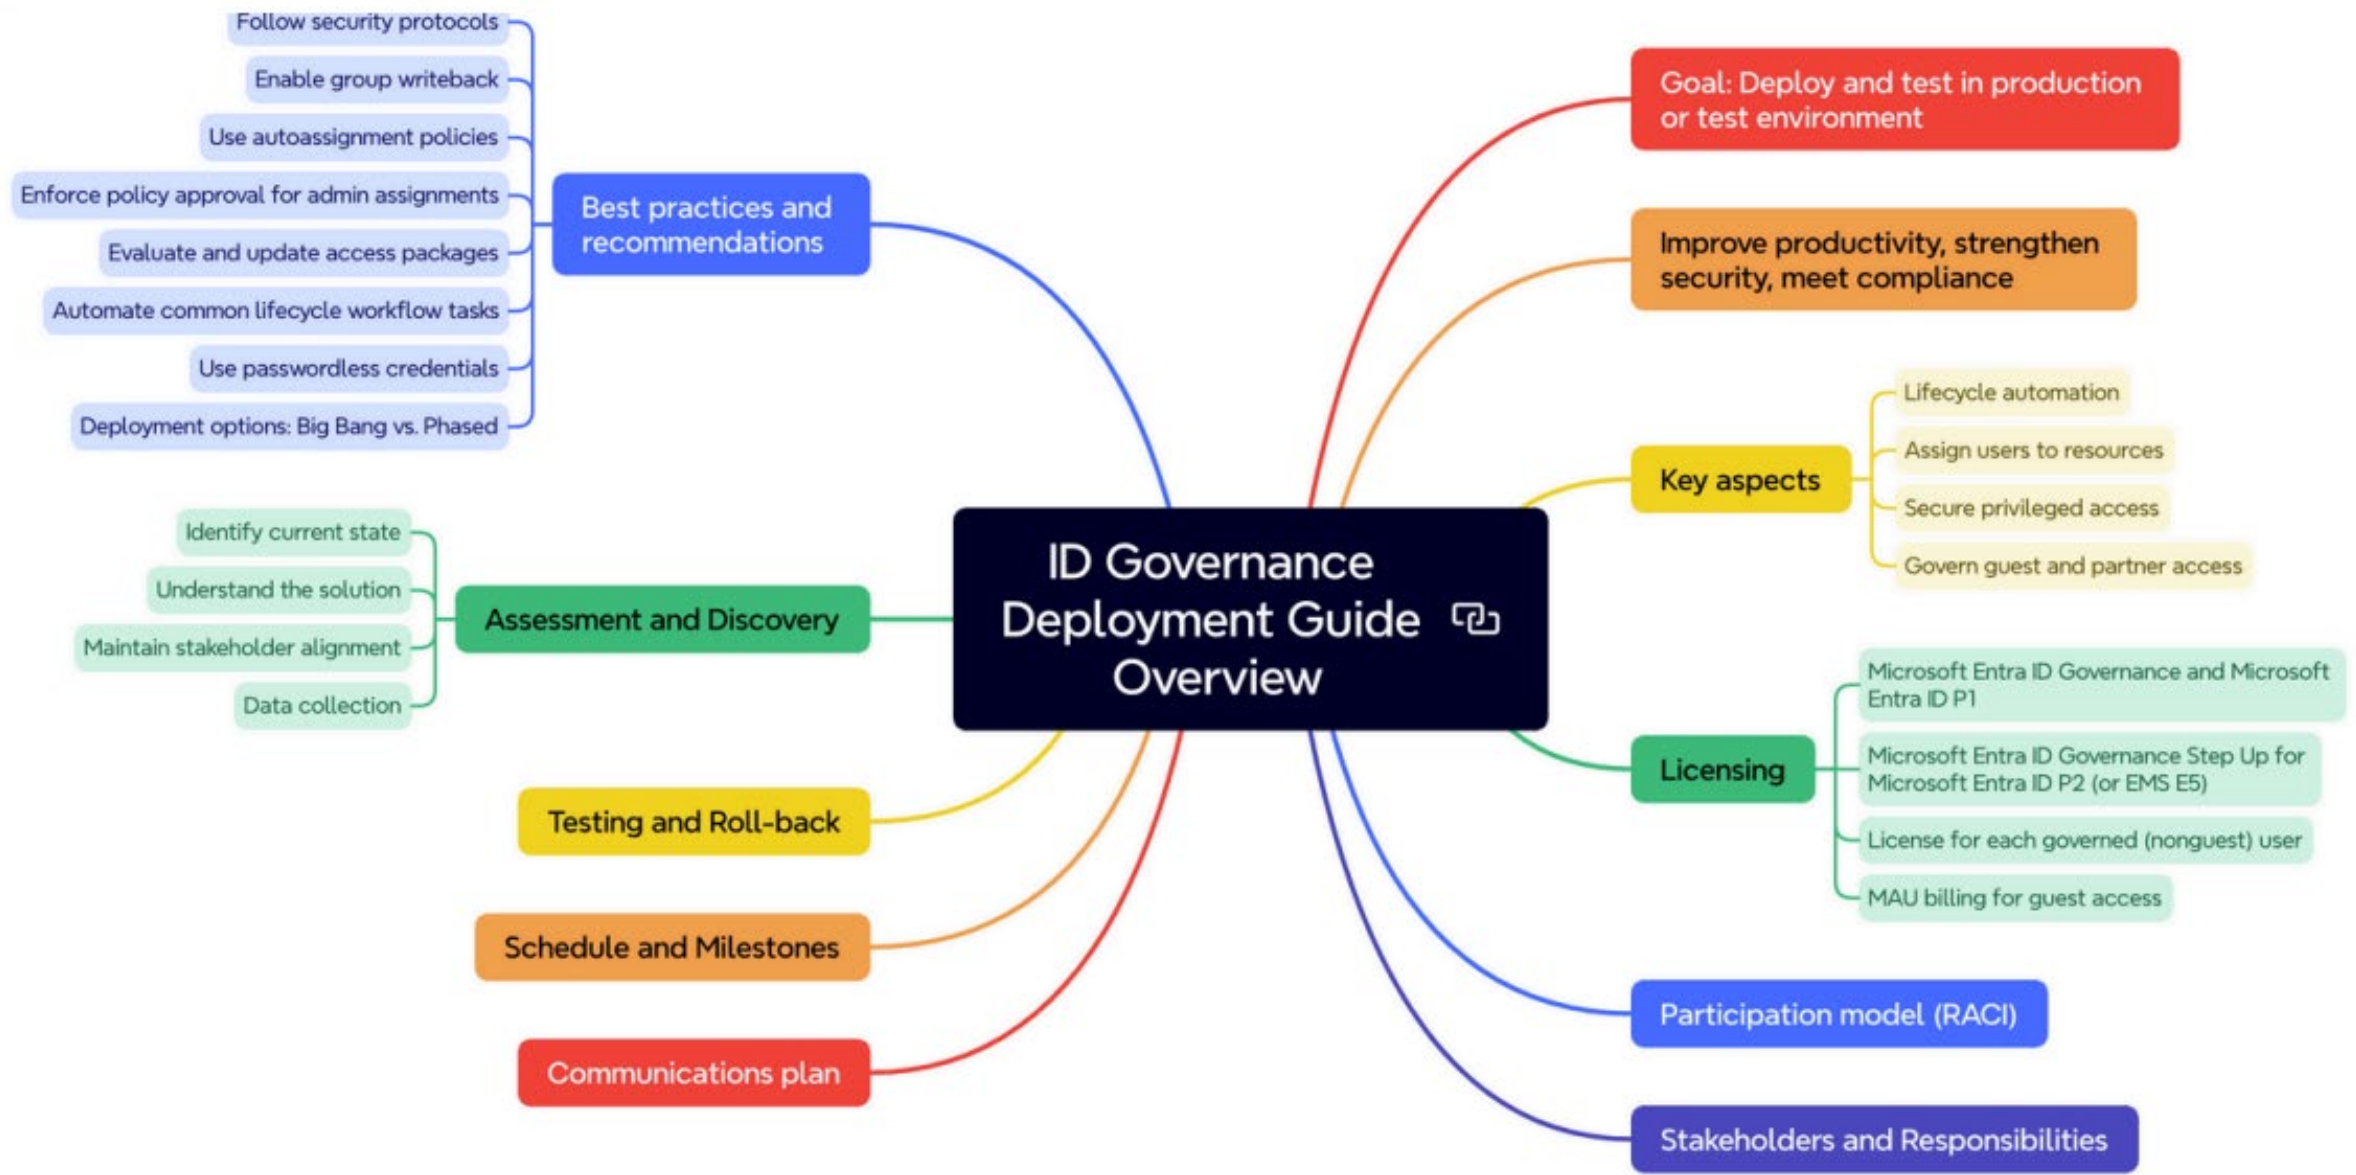 Follow security protocols
Enable group writeback
Use autoassignment policies
Enforce policy approval for admin assignments
Evaluate and update access packages
Automate common lifecycle workflow tasks
Use passwordless credentials
Deployment options: Big Bang vs. Phased
Best practices and
recommendations
Identify current state
Understand the solution
Maintain stakeholder alignment
Data collection
Assessment and Discovery
Testing and Roll-back
Schedule and Milestones
Communications plan
ID Governance
Deployment Guide
Overview
Goal: Deploy and test in production
or test environment
Improve productivity, strengthen
security, meet compliance
Key aspects
Lifecycle automation
Assign users to resources
Secure privileged access
Govern guest and partner access
Licensing
Microsoft Entra ID Governance and Microsoft
Entra ID P1
Microsoft Entra ID Governance Step Up for
Microsoft Entra ID P2 (or EMS E5)
License for each governed (nonguest) user
MAU billing for guest access
Participation model (RACI)
Stakeholders and Responsibilities